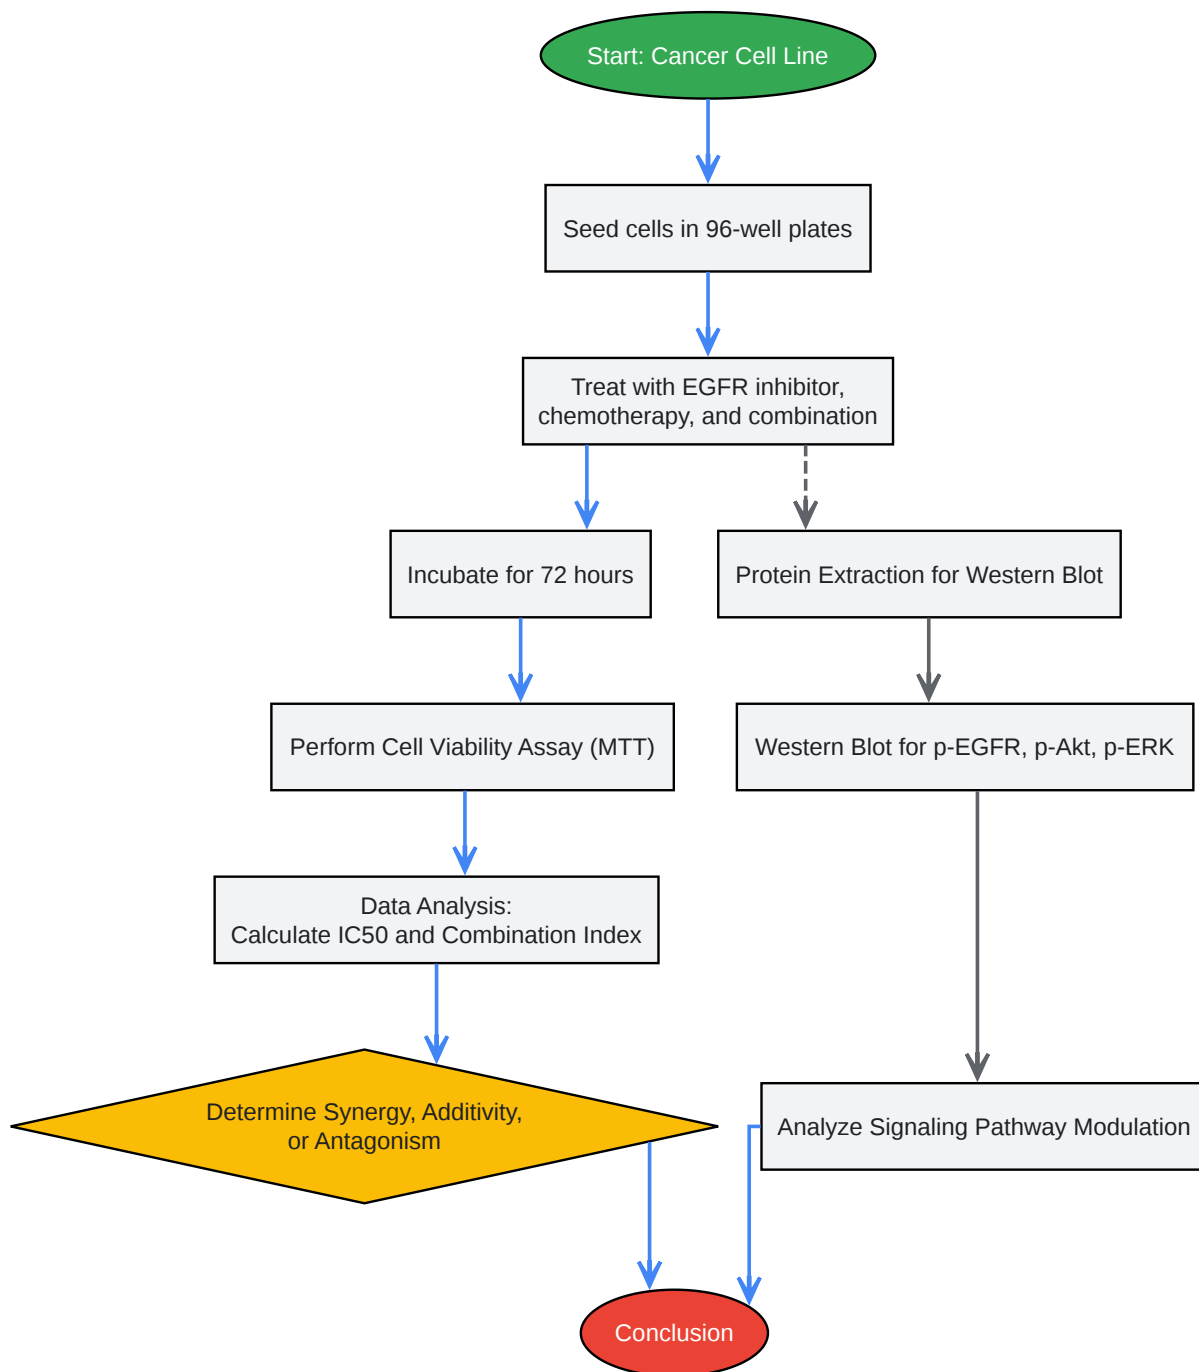 Start: Cancer Cell Line
Seed cells in 96-well plates
Treat with EGFR inhibitor,
chemotherapy, and combination
Incubate for 72 hours
Protein Extraction for Western Blot
Perform Cell Viability Assay (MTT)
Western Blot for p-EGFR, p-Akt, p-ERK
Data Analysis:
Calculate IC50 and Combination Index
Determine Synergy, Additivity,
or Antagonism
Analyze Signaling Pathway Modulation
Conclusion